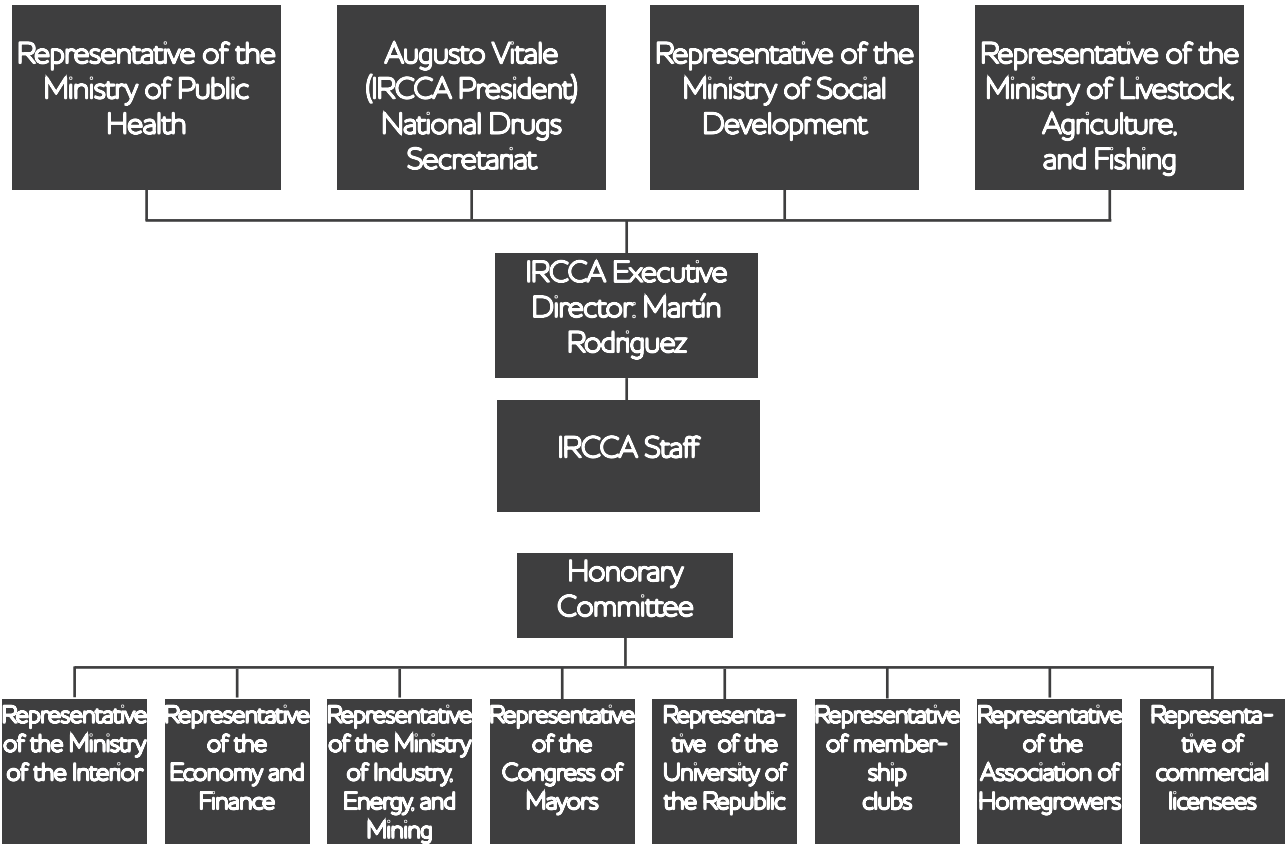 Representative of the
Ministry of Public
Health
Augusto Vitale
(IRCCA President)
National Drugs
Secretariat
Representative of the
Ministry of Social
Development
Representative of the
Ministry of Livestock,
Agriculture,
and Fishing
IRCCA Executive
Director: Martín
Rodriguez
IRCCA Staff
Honorary
Committee
Representative
of the Ministry
of the Interior
Representative
of the
Economy and
Finance
Representative
of the Ministry
of Industry,
Energy, and
Mining
Representative
of the
Congress of
Mayors
Representa-
tive of the
University of
the Republic
Representative
of member-
ship
clubs
Representative
of the
Association of
Homegrowers
Representa-
tive of
commercial
licensees